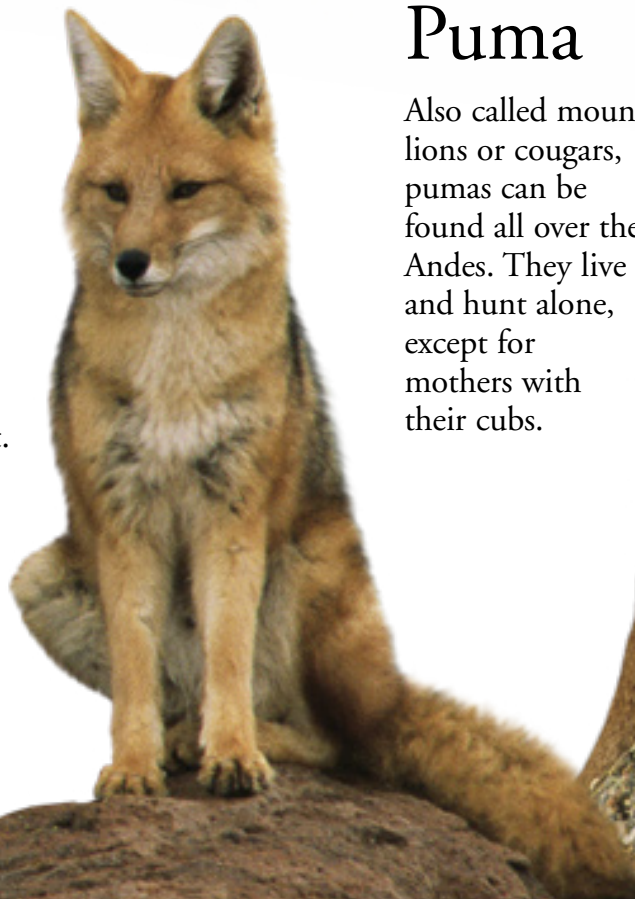 Puma
Also called moun
lions or cougars,
pumas can be
found all over the
Andes. They live
and hunt alone,
except for
mothers with
their cubs.